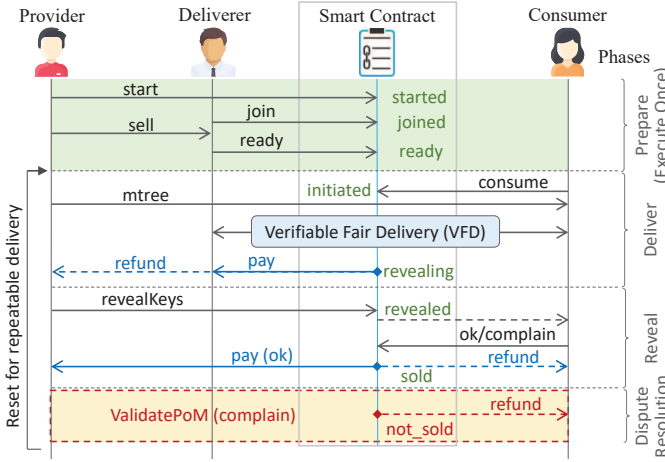 Provider
Deliverer
Smart Contract
Consumer
Phases
start
started
join
joined
sell
ready
ready
Prepare
(Execute Once)
initiated
consume
mtree
Verifiable Fair Delivery (VFD)
refund
pay
revealing
Deliver
revealKeys
revealed
ok/complain
pay (ok)
refund
sold
Reveal
refund
ValidatePoM (complain)
not_sold
Dispute
Resolution
Reset for repeatable delivery